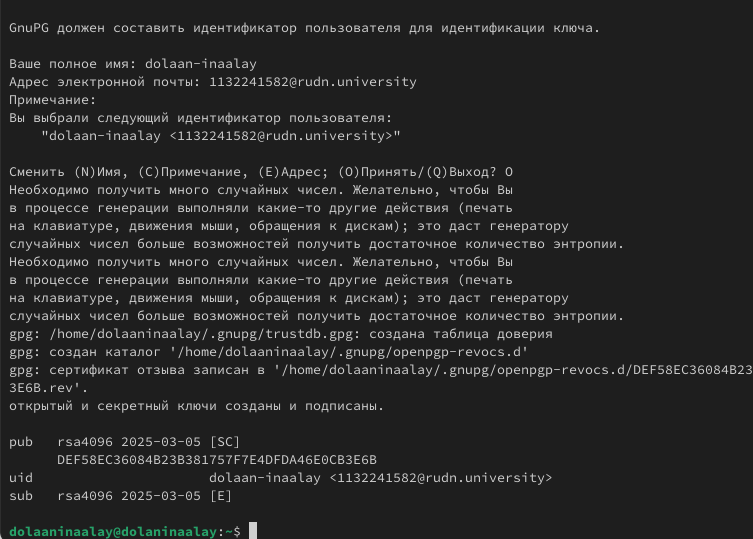 GnuPG должен составить идентификатор пользователя для идентификации ключа.
Ваше полное имя: dolaan-inaalay
Адрес электронной почты: 1132241582@rudn.university
Примечание:
Вы выбрали следующий идентификатор пользователя:
"dolaan-inaalay <1132241582@rudn.university>"
Сменить (N)Имя, (C)Примечание, (E)Адрес; (O)Принять/(Q)Выход? O
Необходимо получить много случайных чисел. Желательно, чтобы Вы
в процессе генерации выполняли какие-то другие действия (печать
на клавиатуре, движения мыши, обращения к дискам); это даст генератору
случайных чисел больше возможностей получить достаточное количество энтропии.
Необходимо получить много случайных чисел. Желательно, чтобы Вы
в процессе генерации выполняли какие-то другие действия (печать
на клавиатуре, движения мыши, обращения к дискам); это даст генератору
случайных чисел больше возможностей получить достаточное количество энтропии.
gpg: /home/dolaaninaalay/.gnupg/trustdb.gpg: создана таблица доверия
gpg: создан каталог '/home/dolaaninaalay/.gnupg/openpgp-revocs.d'
gpg: сертификат отзыва записан в '/home/dolaaninaalay/.gnupg/openpgp-revocs.d/DEF58EC36084B23
3E6B.rev'.
открытый и секретный ключи созданы и подписаны.
pub   rsa4096 2025-03-05 [SC]
DEF58EC36084B23B381757F7E4DFDA46E0CB3E6B
uid                      dolaan-inaalay <1132241582@rudn.university>
sub   rsa4096 2025-03-05 [E]
dolaaninaalay@dolaninaalay:~$